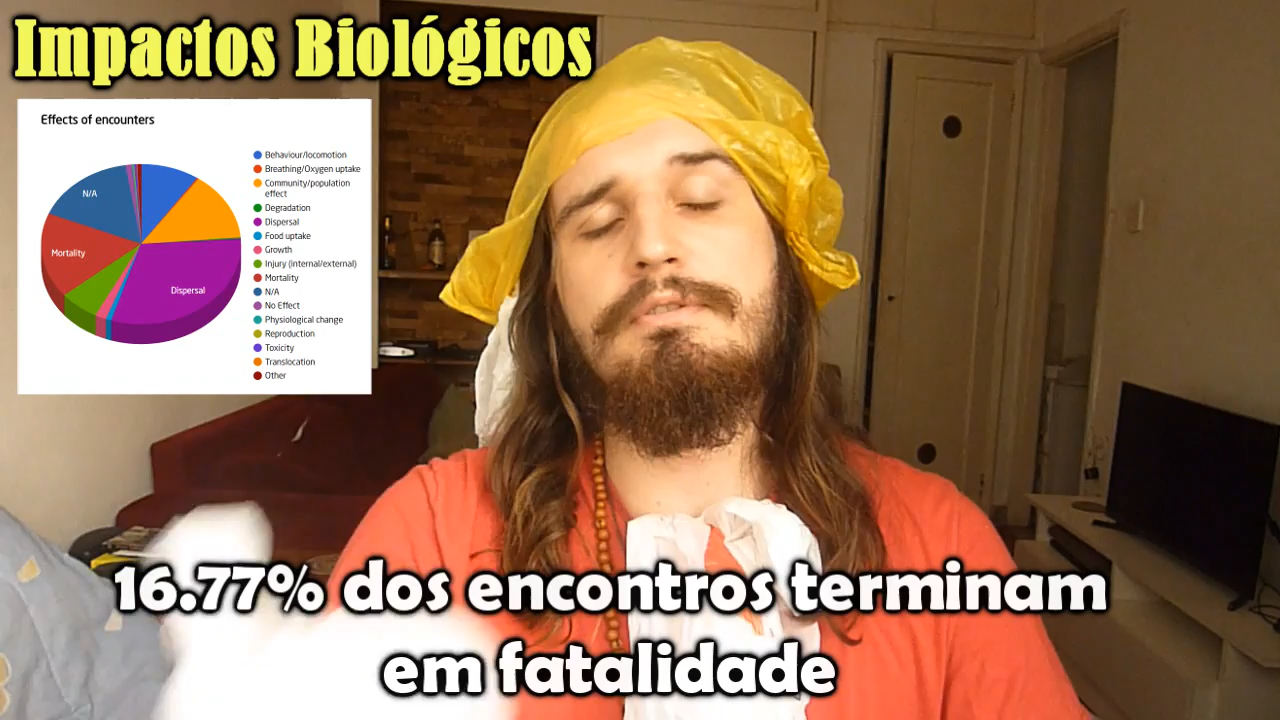 Impactos Biológicos
Effects of encounters
N/A
Mortality
Dispersal
Behaviour/locomotion
Breathing/Oxygen uptake
Community/population
effect
Degradation
Dispersal
Food uptake
Growth
Injury (internal/external)
Mortality
N/A
No Effect
Physiological change
Reproduction
Toxicity
Translocation
Other
16.77% dos encontros terminam
em fatalidade